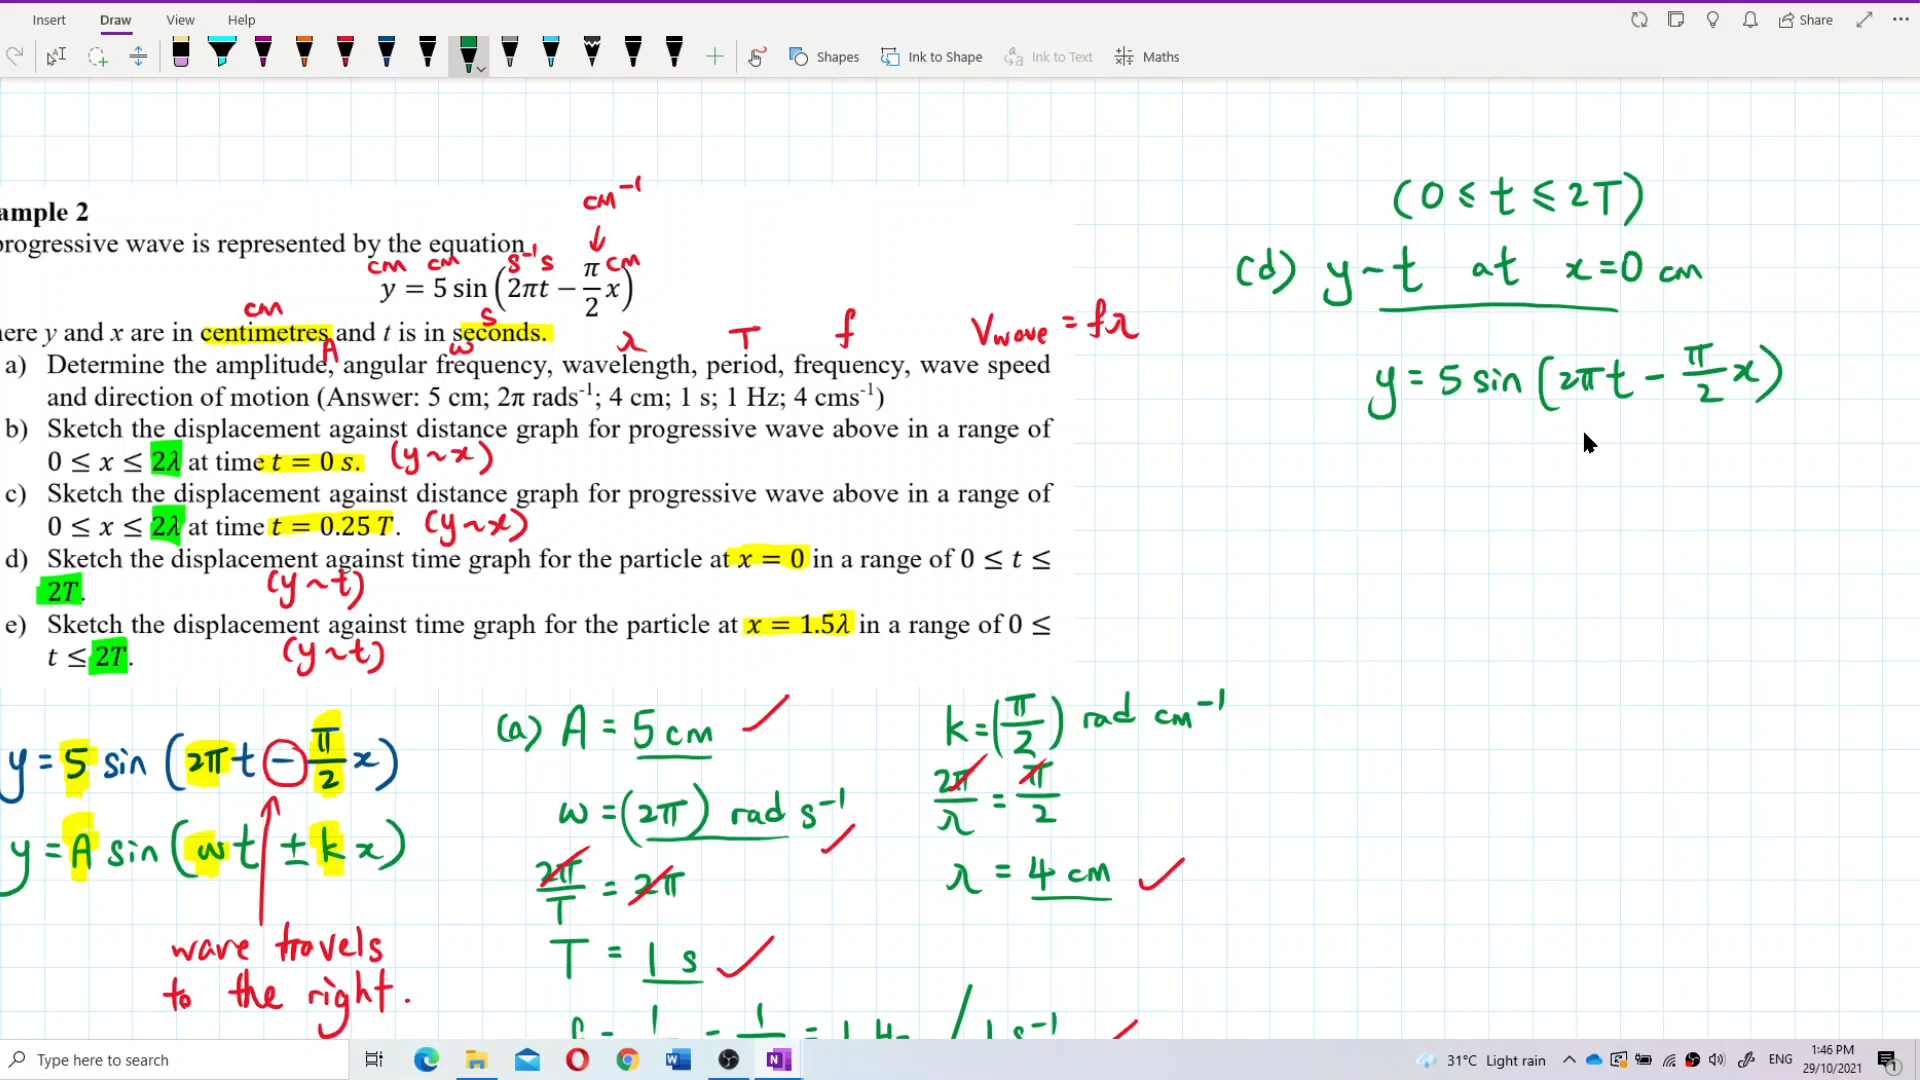 Insert Draw View Help
Share
Shapes Ink to Shape Ink to Text Maths
ample 2
progressive wave is represented by the equation
cm⁻¹
↓
cm cm s⁻¹ s cm
y = 5 sin (2πt − π/2 x)
cm s
here y and x are in centimetres and t is in seconds.
A ω λ T f V wave = fλ
a) Determine the amplitude, angular frequency, wavelength, period, frequency, wave speed
and direction of motion (Answer: 5 cm; 2π rads⁻¹; 4 cm; 1 s; 1 Hz; 4 cms⁻¹)
b) Sketch the displacement against distance graph for progressive wave above in a range of
0 ≤ x ≤ 2λ at time t = 0 s. (y ~ x)
c) Sketch the displacement against distance graph for progressive wave above in a range of
0 ≤ x ≤ 2λ at time t = 0.25 T. (y ~ x)
d) Sketch the displacement against time graph for the particle at x = 0 in a range of 0 ≤ t ≤
2T. (y ~ t)
e) Sketch the displacement against time graph for the particle at x = 1.5λ in a range of 0 ≤
t ≤ 2T. (y ~ t)
y = 5 sin (2πt − π/2 x)
y = A sin (ωt ± kx)
wave travels
to the right.
(a) A = 5 cm
ω = (2π) rad s⁻¹
2π/T = 2π
T = 1 s
1/ = 1/ = 1 / 1 s⁻¹
k = (π/2) rad cm⁻¹
2π/λ = π/2
λ = 4 cm
(0 ≤ t ≤ 2T)
(d) y ~ t at x = 0 cm
y = 5 sin (2πt − π/2 x)
Type here to search
31°C Light rain
ENG
1:46 PM
29/10/2021
1